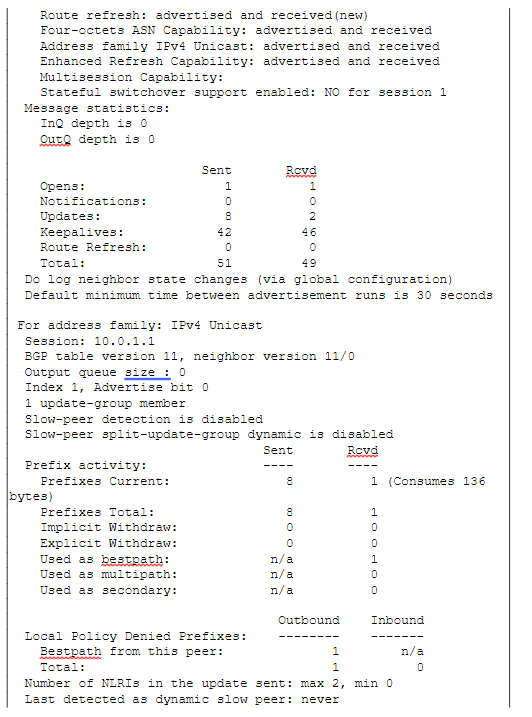 Route refresh: advertised and received(new)
Four-octets ASN Capability: advertised and received
Address family IPv4 Unicast: advertised and received
Enhanced Refresh Capability: advertised and received
Multisession Capability:
Stateful switchover support enabled: NO for session 1
Message statistics:
InQ depth is 0
OutQ depth is 0
Sent Rcvd
Opens: 1 1
Notifications: 0 0
Updates: 8 2
Keepalives: 42 46
Route Refresh: 0 0
Total: 51 49
Do log neighbor state changes (via global configuration)
Default minimum time between advertisement runs is 30 seconds
For address family: IPv4 Unicast
Session: 10.0.1.1
BGP table version 11, neighbor version 11/0
Output queue size : 0
Index 1, Advertise bit 0
1 update-group member
Slow-peer detection is disabled
Slow-peer split-update-group dynamic is disabled
Sent Rcvd
Prefix activity: ---- ----
Prefixes Current: 8 1 (Consumes 136
bytes)
Prefixes Total: 8 1
Implicit Withdraw: 0 0
Explicit Withdraw: 0 0
Used as bestpath: n/a 1
Used as multipath: n/a 0
Used as secondary: n/a 0
Outbound Inbound
Local Policy Denied Prefixes: -------- -------
Bestpath from this peer: 1 n/a
Total: 1 0
Number of NLRIs in the update sent: max 2, min 0
Last detected as dynamic slow peer: never